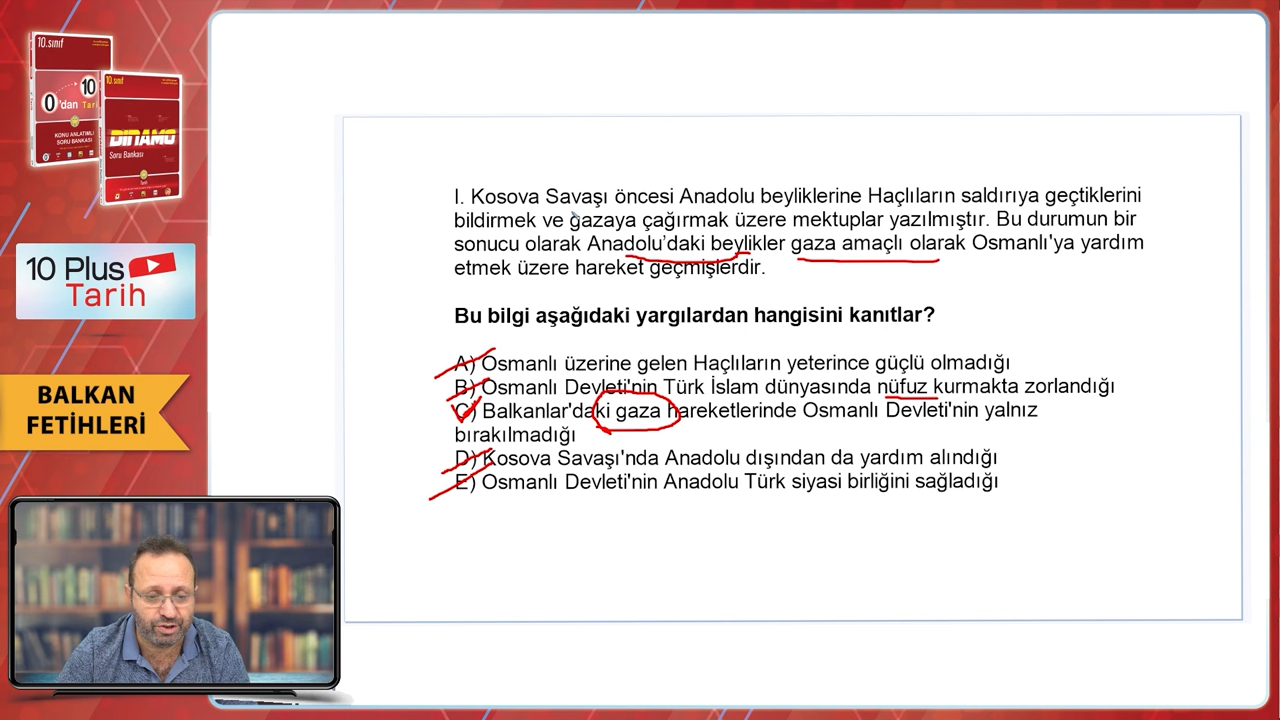 10.sınıf
0'dan 10
Tarih
KONU ANLATIMLI
SORU BANKASI
10.sınıf
DİNAMO
Soru Bankası
Tarih
10 Plus
Tarih
BALKAN
FETİHLERİ
I. Kosova Savaşı öncesi Anadolu beyliklerine Haçlıların saldırıya geçtiklerini
bildirmek ve gazaya çağırmak üzere mektuplar yazılmıştır. Bu durumun bir
sonucu olarak Anadolu'daki beylikler gaza amaçlı olarak Osmanlı'ya yardım
etmek üzere hareket geçmişlerdir.
Bu bilgi aşağıdaki yargılardan hangisini kanıtlar?
A) Osmanlı üzerine gelen Haçlıların yeterince güçlü olmadığı
B) Osmanlı Devleti'nin Türk İslam dünyasında nüfuz kurmakta zorlandığı
C) Balkanlar'daki gaza hareketlerinde Osmanlı Devleti'nin yalnız
bırakılmadığı
D) Kosova Savaşı'nda Anadolu dışından da yardım alındığı
E) Osmanlı Devleti'nin Anadolu Türk siyasi birliğini sağladığı